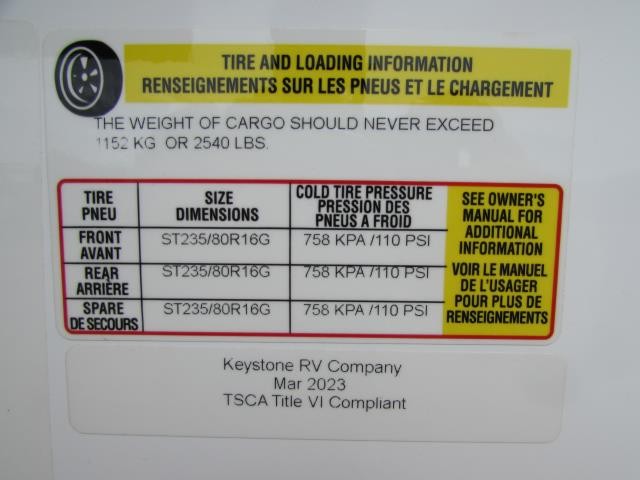 TIRE AND LOADING INFORMATION
RENSEIGNEMENTS SUR LES PNEUS ET LE CHARGEMENT
THE WEIGHT OF CARGO SHOULD NEVER EXCEED
1152 KG OR 2540 LBS.
TIRE PNEU SIZE DIMENSIONS COLD TIRE PRESSURE PRESSION DES PNEUS A FROID
FRONT AVANT ST235/80R16G 758 KPA /110 PSI
REAR ARRIÈRE ST235/80R16G 758 KPA /110 PSI
SPARE DE SECOURS ST235/80R16G 758 KPA /110 PSI
SEE OWNER'S
MANUAL FOR
ADDITIONAL
INFORMATION
VOIR LE MANUEL
DE L'USAGER
POUR PLUS DE
RENSEIGNEMENTS
Keystone RV Company
Mar 2023
TSCA Title VI Compliant